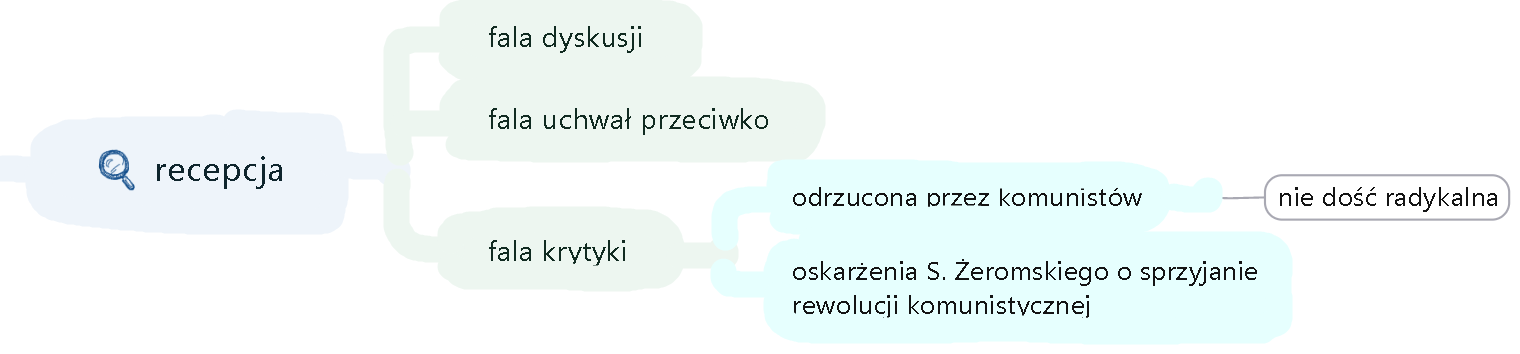 recepcja
fala dyskusji
fala uchwał przeciwko
fala krytyki
odrzucona przez komunistów
nie dość radykalna
oskarżenia S. Żeromskiego o sprzyjanie
rewolucji komunistycznej